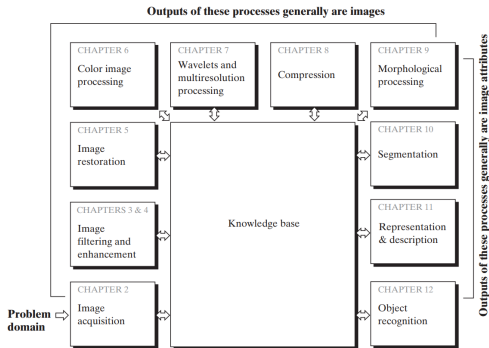 Outputs of these processes generally are images
CHAPTER 6
Color image
processing
CHAPTER 7
Wavelets and
multiresolution
processing
CHAPTER 8
Compression
CHAPTER 9
Morphological
processing
CHAPTER 5
Image
restoration
CHAPTERS 3 & 4
Image
filtering and
enhancement
CHAPTER 2
Image
acquisition
Problem
domain
Knowledge base
CHAPTER 10
Segmentation
CHAPTER 11
Representation
& description
CHAPTER 12
Object
recognition
Outputs of these processes generally are image attributes